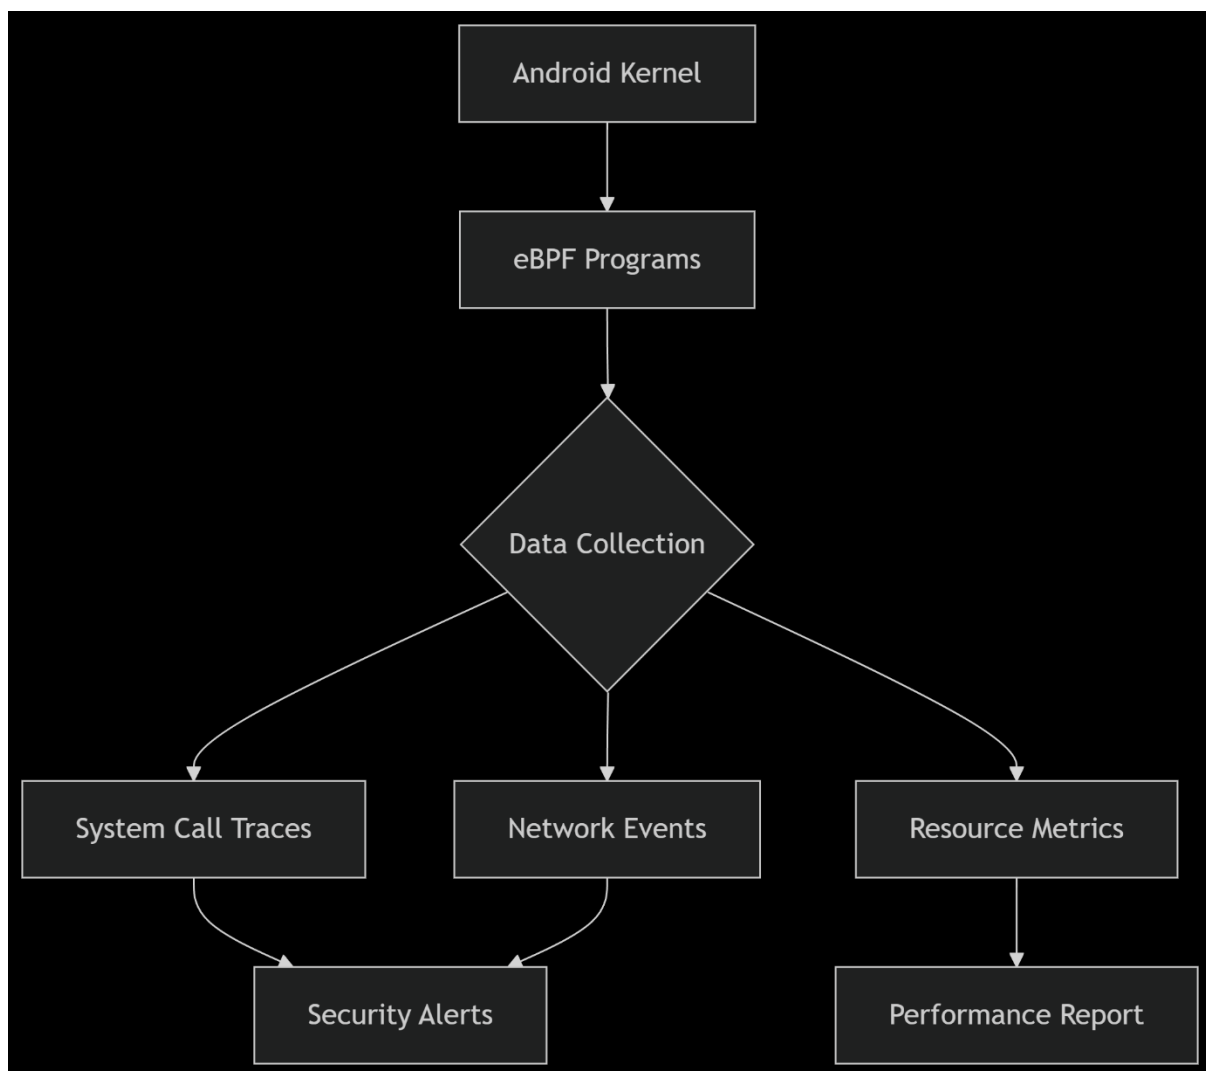 Android Kernel
eBPF Programs
Data Collection
System Call Traces
Network Events
Resource Metrics
Security Alerts
Performance Report